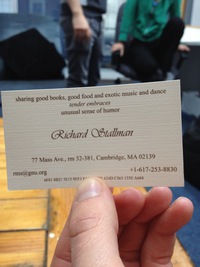 sharing good books, good food and exotic music and dance
tender embraces
unusual sense of humor
Richard Stallman
77 Mass Ave., rm 32-381, Cambridge, MA 02139
rms@gnu.org +1-617-253-8830